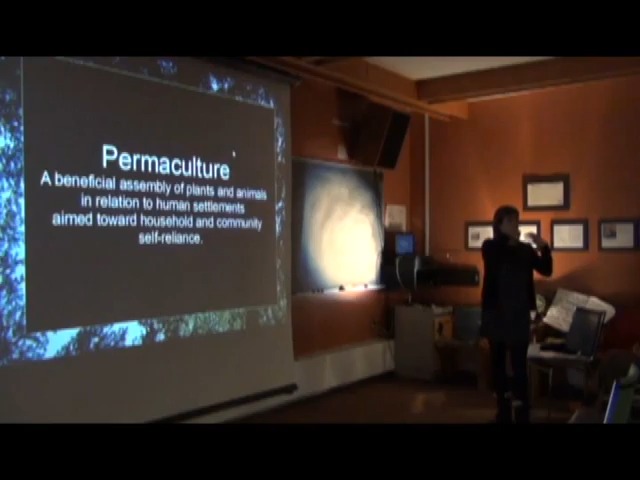 Permaculture
A beneficial assembly of plants and animals
in relation to human settlements
aimed toward household and community
self-reliance.